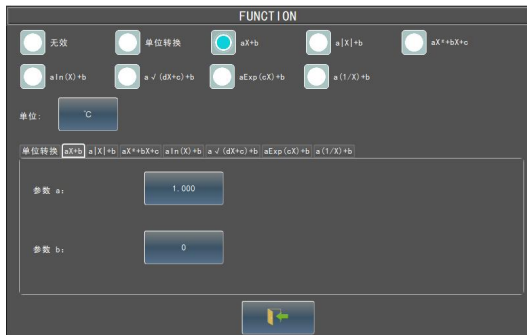 FUNCTION
无效 单位转换 aX+b a|X|+b aX²+bX+c
aln(X)+b a√(dX+c)+b aExp(cX)+b a(1/X)+b
单位: ℃
单位转换 aX+b a|X|+b aX²+bX+c aln(X)+b a√(dX+c)+b aExp(cX)+b a(1/X)+b
参数 a: 1.000
参数 b: 0